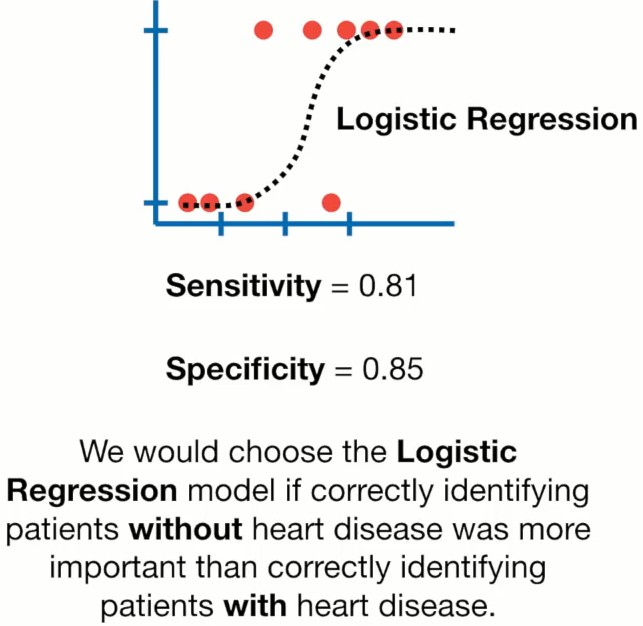 Logistic Regression
Sensitivity = 0.81
Specificity = 0.85
We would choose the Logistic
Regression model if correctly identifying
patients without heart disease was more
important than correctly identifying
patients with heart disease.